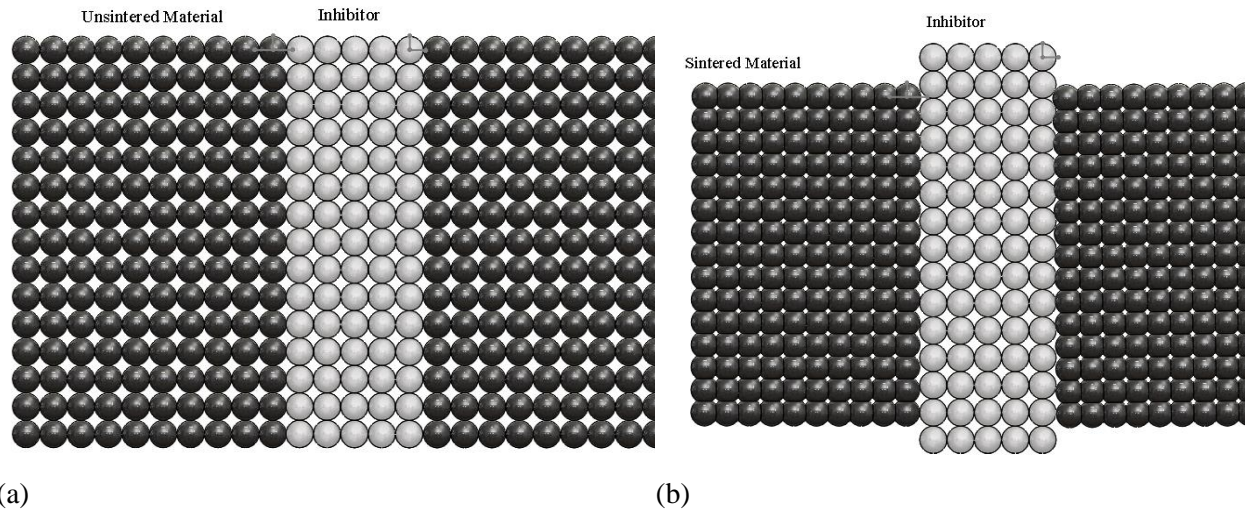 Unsintered Material
Inhibitor
Inhibitor
Sintered Material
(a)
(b)